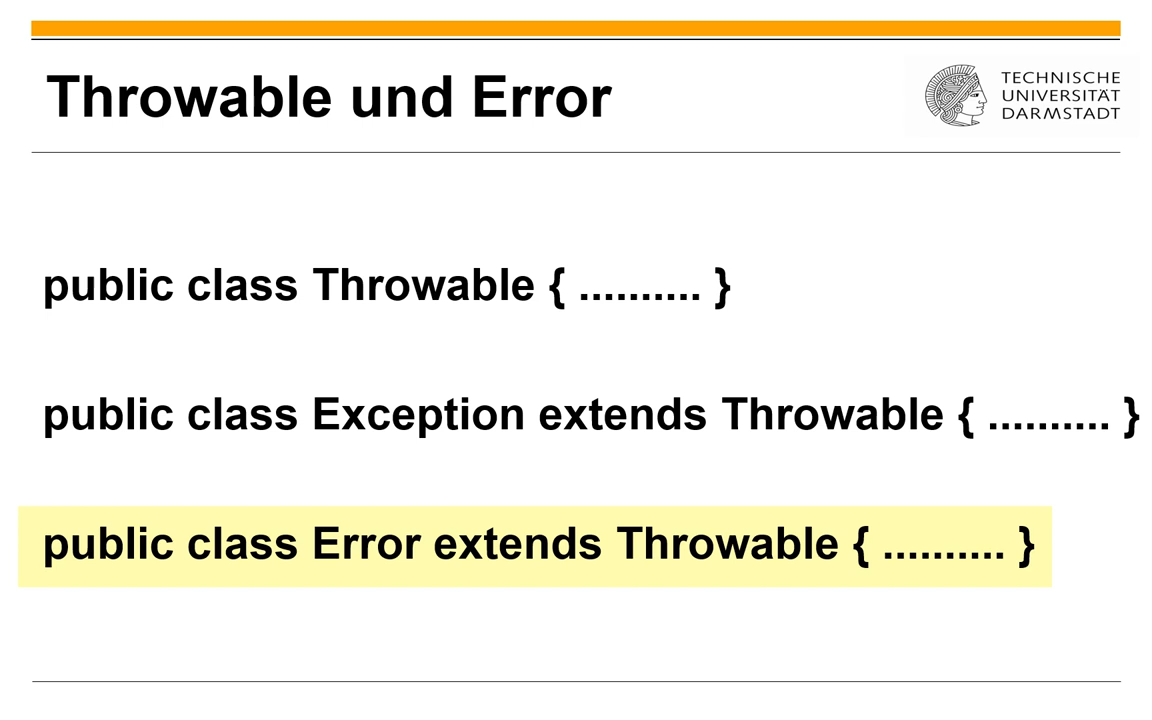 Throwable und Error
TECHNISCHE
UNIVERSITÄT
DARMSTADT
public class Throwable { .......... }
public class Exception extends Throwable { .......... }
public class Error extends Throwable { .......... }